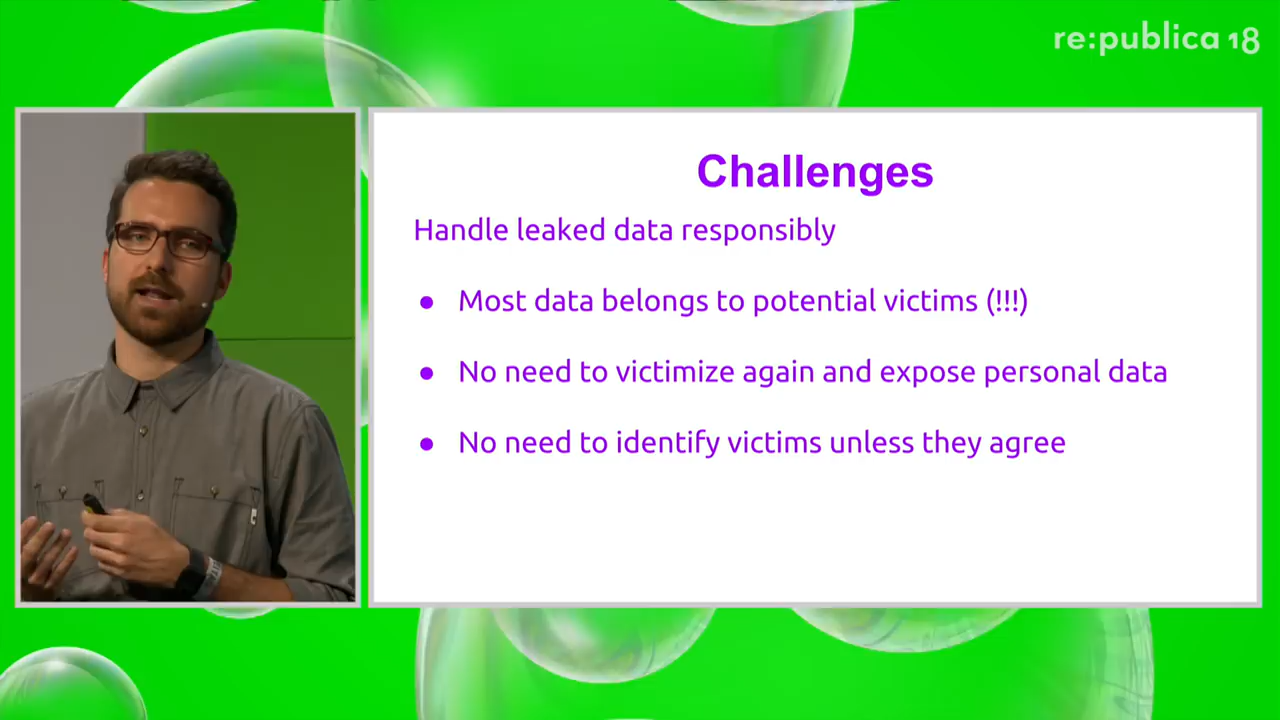 re:publica 18
Challenges
Handle leaked data responsibly
● Most data belongs to potential victims (!!!)
● No need to victimize again and expose personal data
● No need to identify victims unless they agree